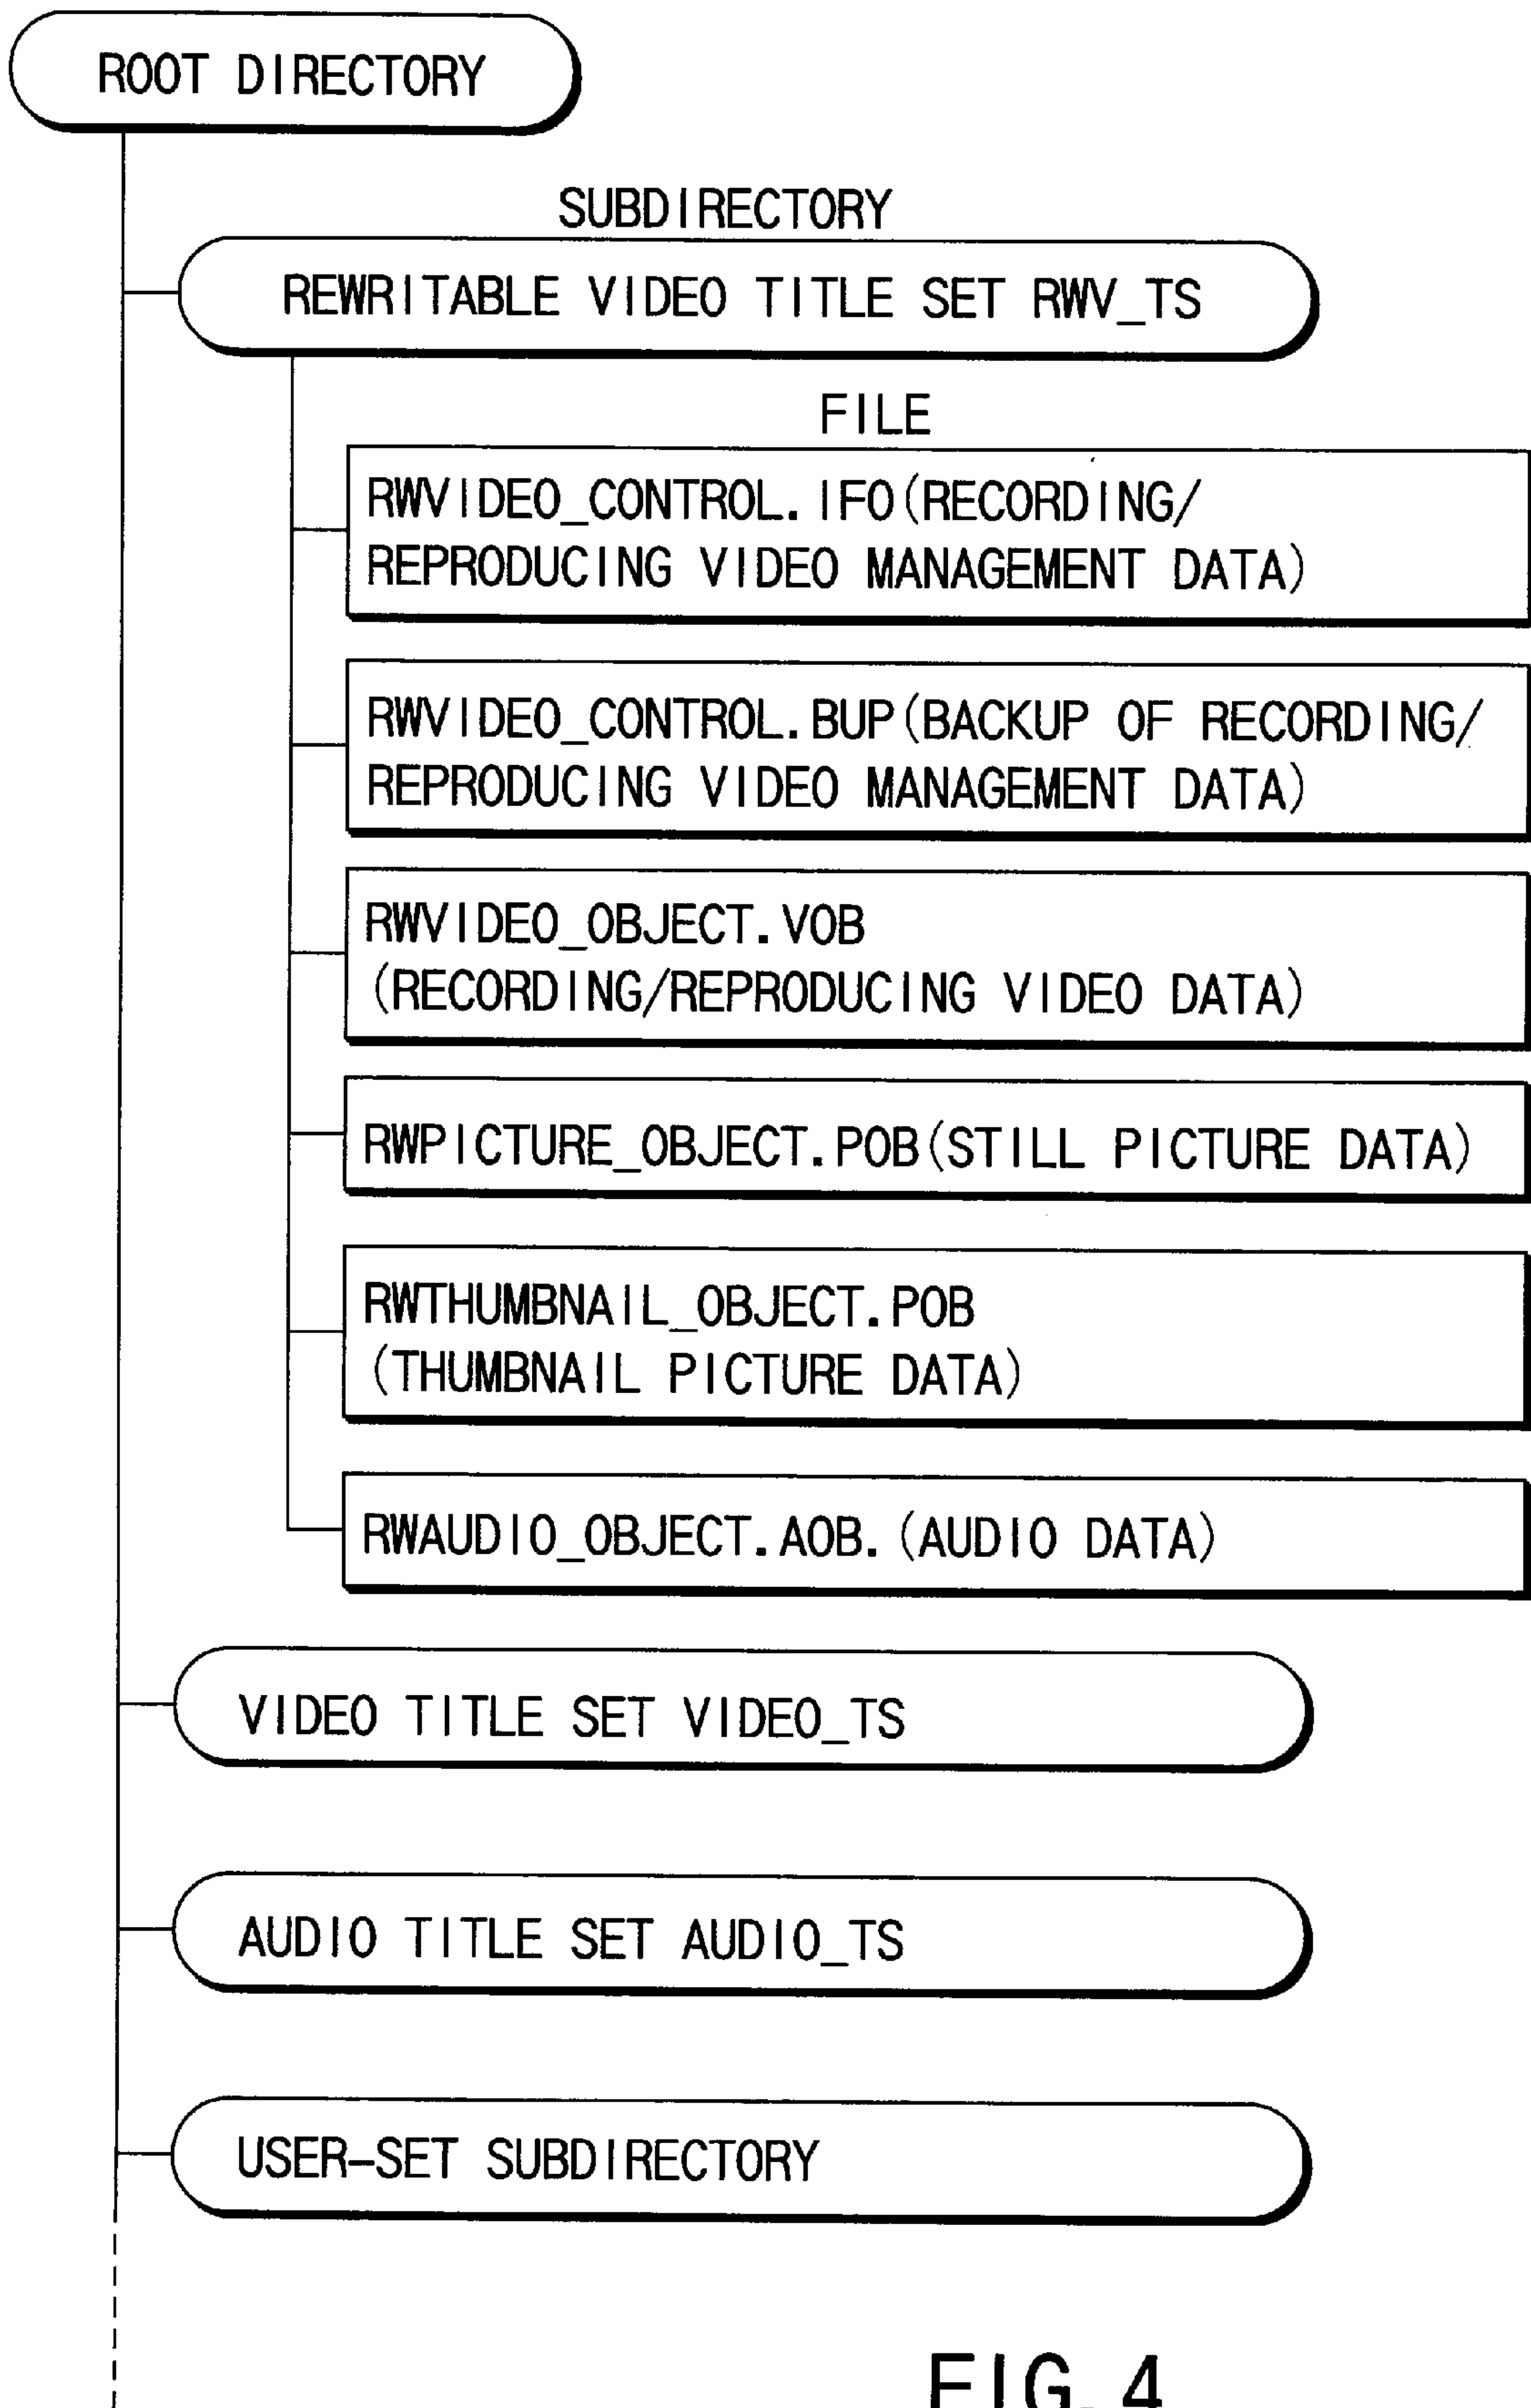 ROOT DIRECTORY
SUBDIRECTORY
REWRITABLE VIDEO TITLE SET RWV_TS
FILE
RWVIDEO_CONTROL.IFO(RECORDING/
REPRODUCING VIDEO MANAGEMENT DATA)
RWVIDEO_CONTROL.BUP(BACKUP OF RECORDING/
REPRODUCING VIDEO MANAGEMENT DATA)
RWVIDEO_OBJECT.VOB
(RECORDING/REPRODUCING VIDEO DATA)
RWPICTURE_OBJECT.POB(STILL PICTURE DATA)
RWTHUMBNAIL_OBJECT.POB
(THUMBNAIL PICTURE DATA)
RWAUDIO_OBJECT.AOB.(AUDIO DATA)
VIDEO TITLE SET VIDEO_TS
AUDIO TITLE SET AUDIO_TS
USER-SET SUBDIRECTORY
FIG. 4